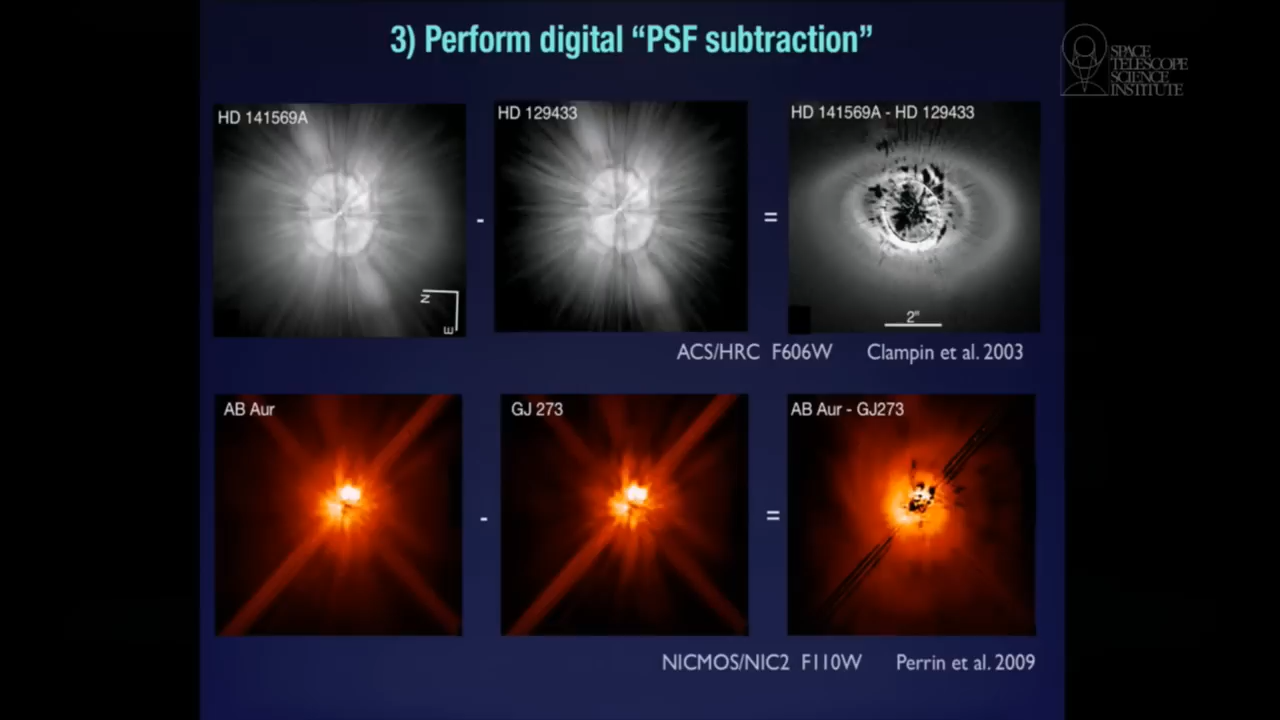 3) Perform digital “PSF subtraction”
SPACE
TELESCOPE
SCIENCE
INSTITUTE
HD 141569A
HD 129433
HD 141569A - HD 129433
-
=
N
E
2"
ACS/HRC F606W Clampin et al. 2003
AB Aur
GJ 273
AB Aur - GJ273
-
=
NICMOS/NIC2 F110W Perrin et al. 2009